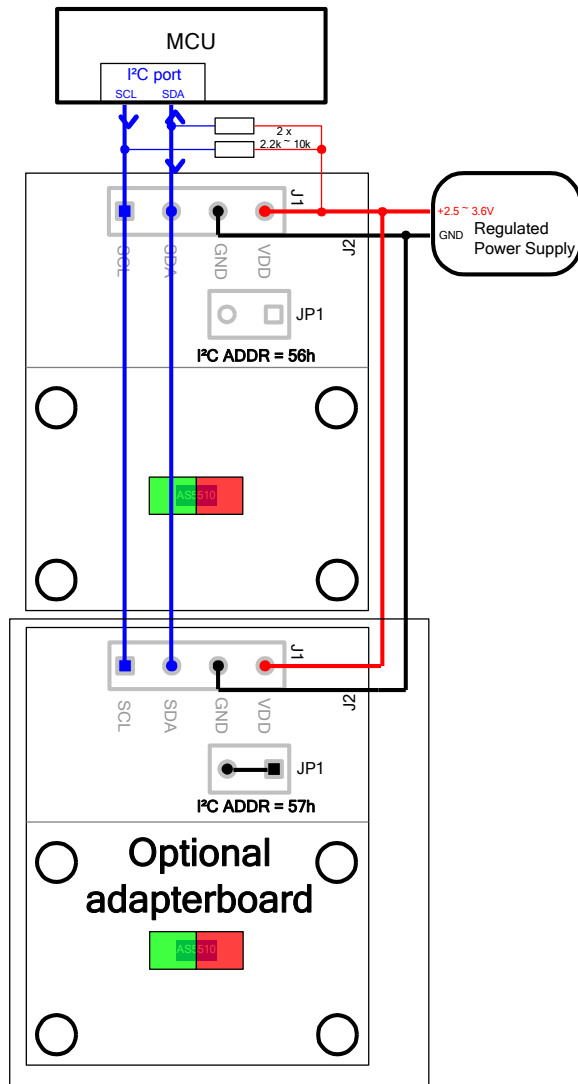 MCU
I²C port
SCL SDA
2 x
2.2k ~ 10k
J1
+2.5 ~ 3.6V
GND
Regulated
Power Supply
J2
SCL
SDA
GND
VDD
JP1
I²C ADDR = 56h
AS5510
J1
J2
SCL
SDA
GND
VDD
JP1
I²C ADDR = 57h
Optional
adapterboard
AS5510